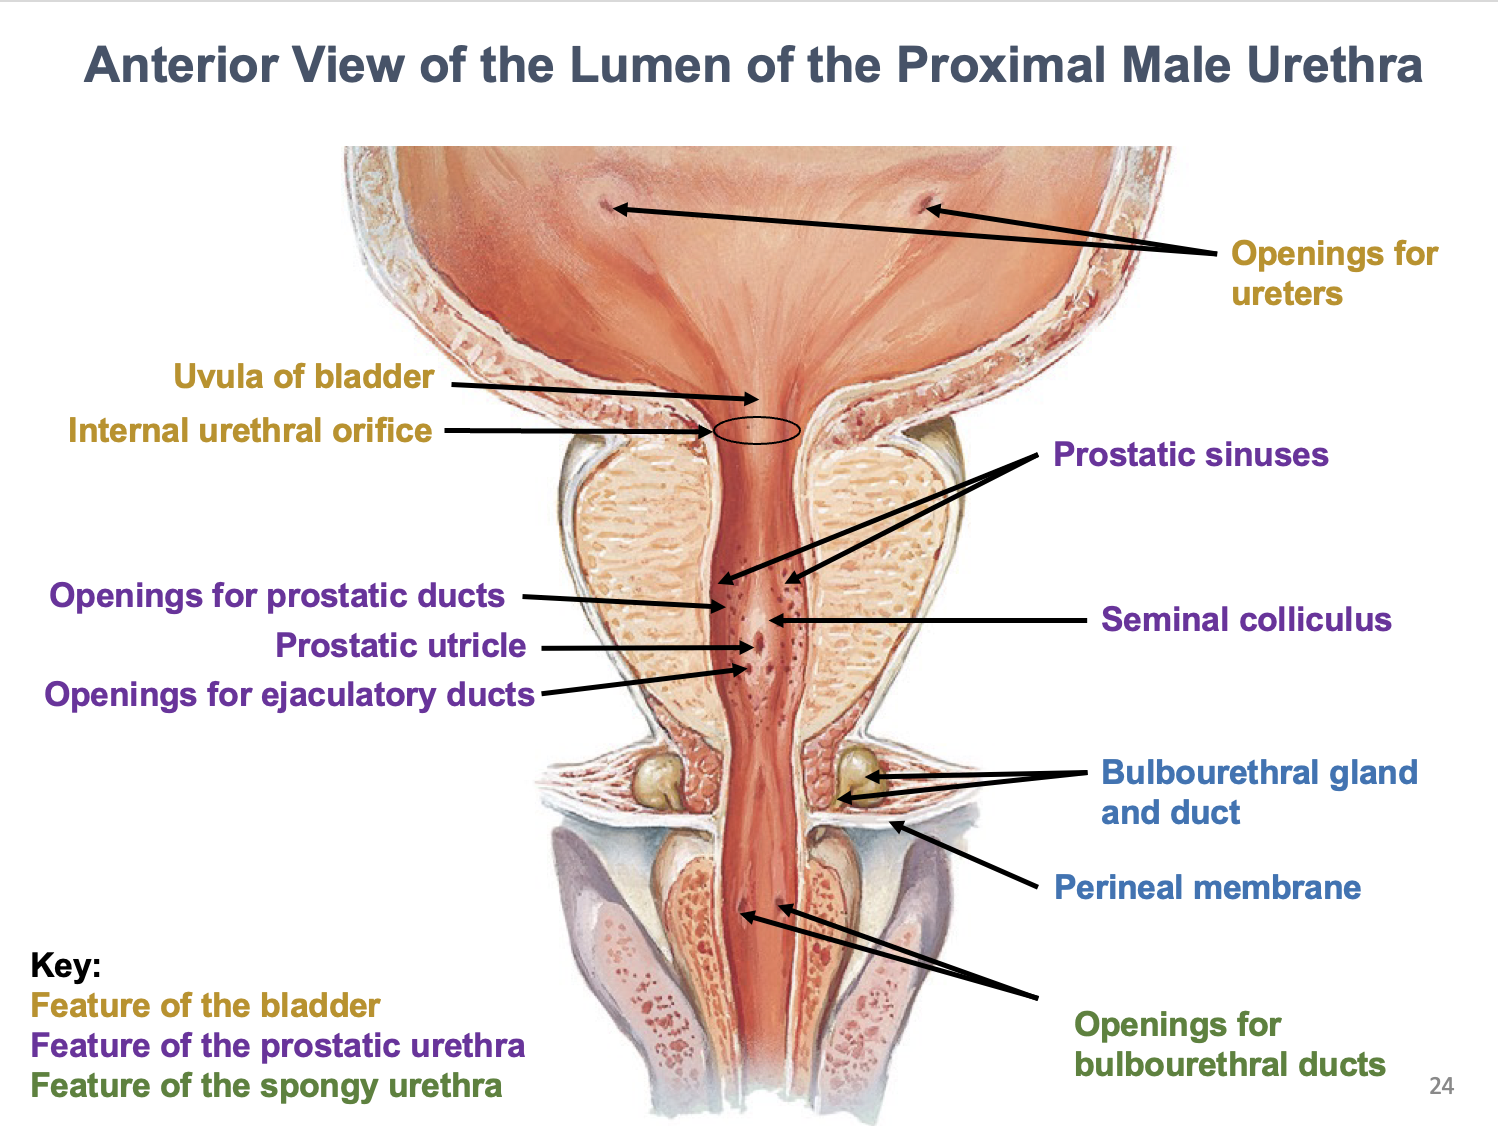 Anterior View of the Lumen of the Proximal Male Urethra
Openings for
ureters
Uvula of bladder
Internal urethral orifice
Prostatic sinuses
Openings for prostatic ducts
Seminal colliculus
Prostatic utricle
Openings for ejaculatory ducts
Bulbourethral gland
and duct
Perineal membrane
Key:
Feature of the bladder
Feature of the prostatic urethra
Feature of the spongy urethra
Openings for
bulbourethral ducts
24